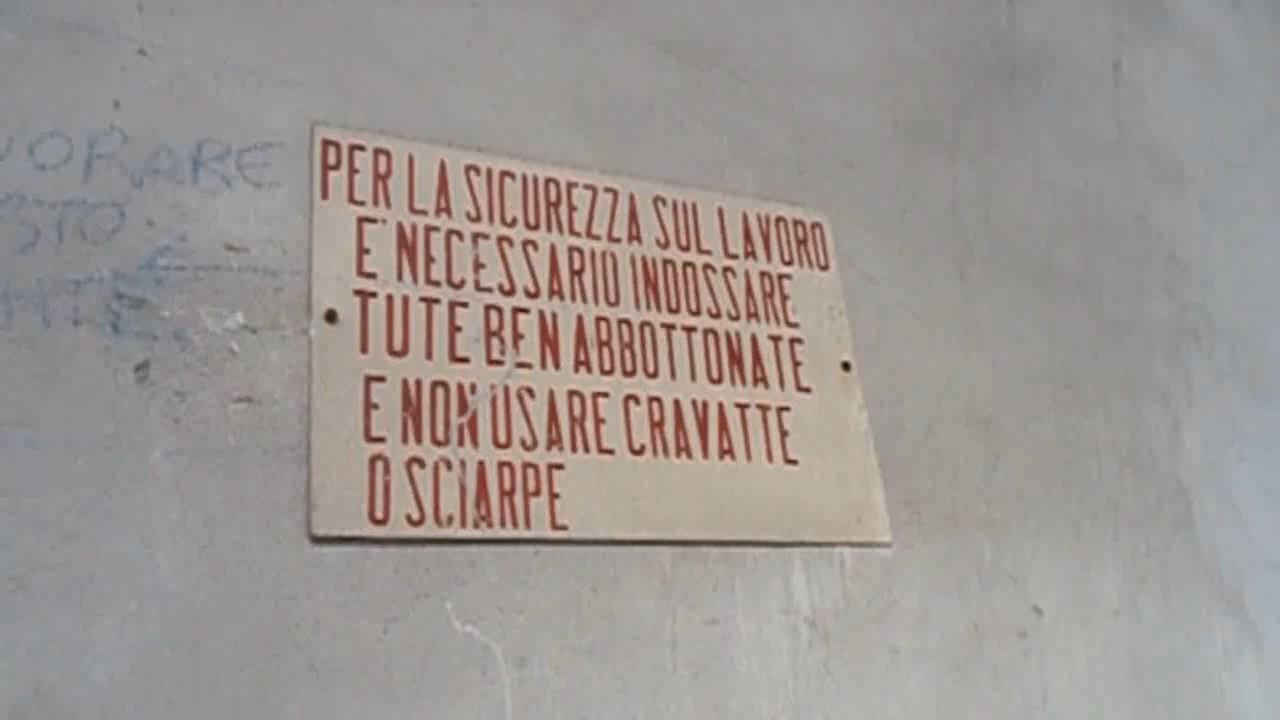 PER LA SICUREZZA SUL LAVORO
E' NECESSARIO INDOSSARE
TUTE BEN ABBOTTONATE
E NON USARE CRAVATTE
O SCIARPE